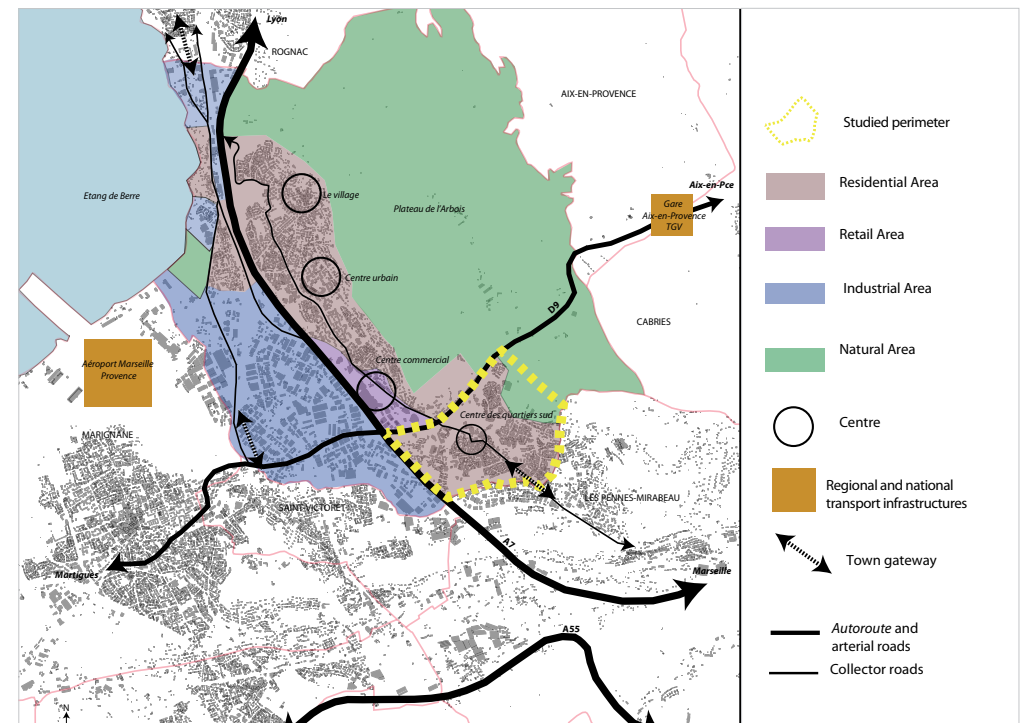 Lyon
ROGNAC
AIX-EN-PROVENCE
Aix-en-Pce
Etang de Berre
Le village
Plateau de l'Arbois
Gare
Aix-en-Provence
TGV
Centre urbain
D9
CABRIES
Aéroport Marseille
Provence
Centre commercial
Centre des quartiers sud
MARIGNANE
SAINT-VICTORET
LES PENNES-MIRABEAU
A7
Martigues
Marseille
A55
N
Studied perimeter
Residential Area
Retail Area
Industrial Area
Natural Area
Centre
Regional and national
transport infrastructures
Town gateway
Autoroute and
arterial roads
Collector roads